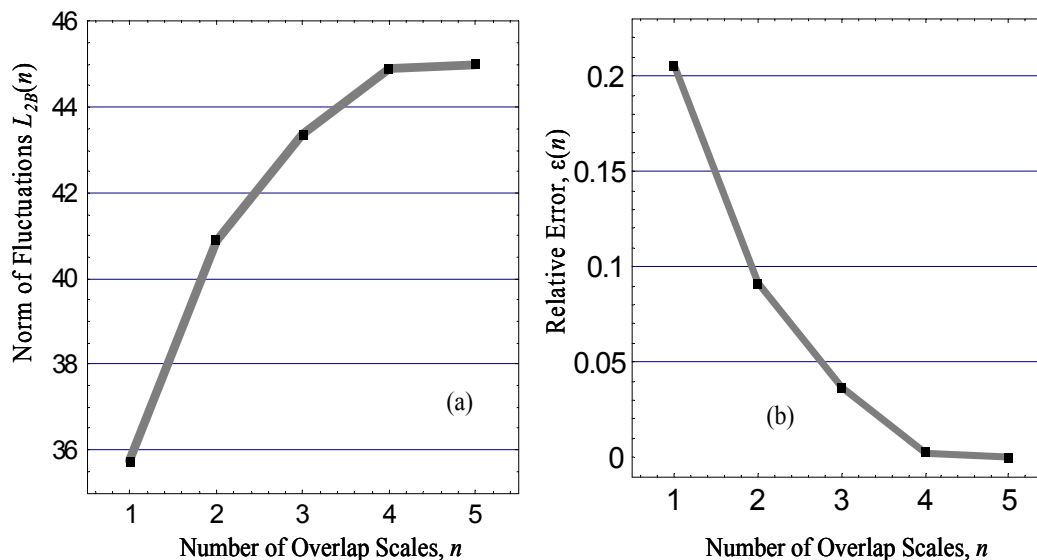 46
44
42
40
38
36
Norm of Fluctuations L2B(n)
(a)
1 2 3 4 5
Number of Overlap Scales, n
0.2
0.15
0.1
0.05
0
Relative Error, ε(n)
(b)
1 2 3 4 5
Number of Overlap Scales, n